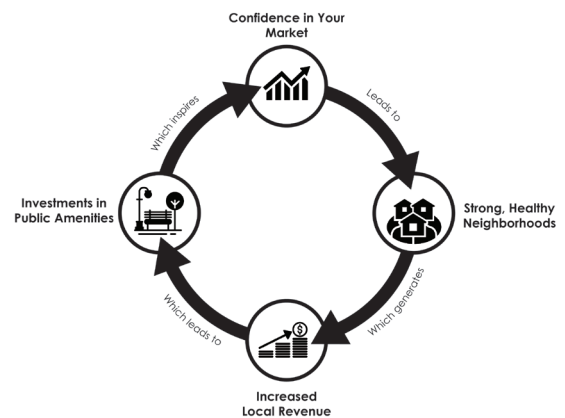 Confidence in Your
Market
Leads to
Strong, Healthy
Neighborhoods
Which generates
$
Increased
Local Revenue
Which leads to
Investments in
Public Amenities
Which inspires